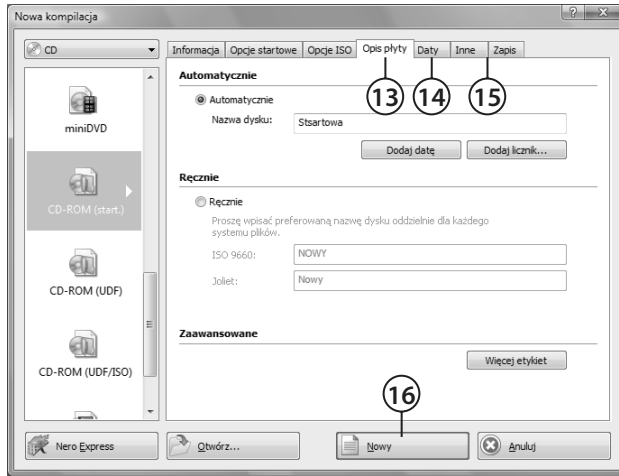 Nowa kompilacja
CD
Informacja Opcje startowe Opcje ISO Opis płyty Daty Inne Zapis
13 14 15
Automatycznie
Automatycznie
Nazwa dysku: Stsartowa
Dodaj datę Dodaj licznik...
Ręcznie
Ręcznie
Proszę wpisać preferowaną nazwę dysku oddzielnie dla każdego
systemu plików.
ISO 9660: NOWY
Joliet: Nowy
Zaawansowane
Więcej etykiet
miniDVD
CD-ROM (start.)
CD-ROM (UDF)
CD-ROM (UDF/ISO)
16
Nero Express Otwórz... Nowy Anuluj